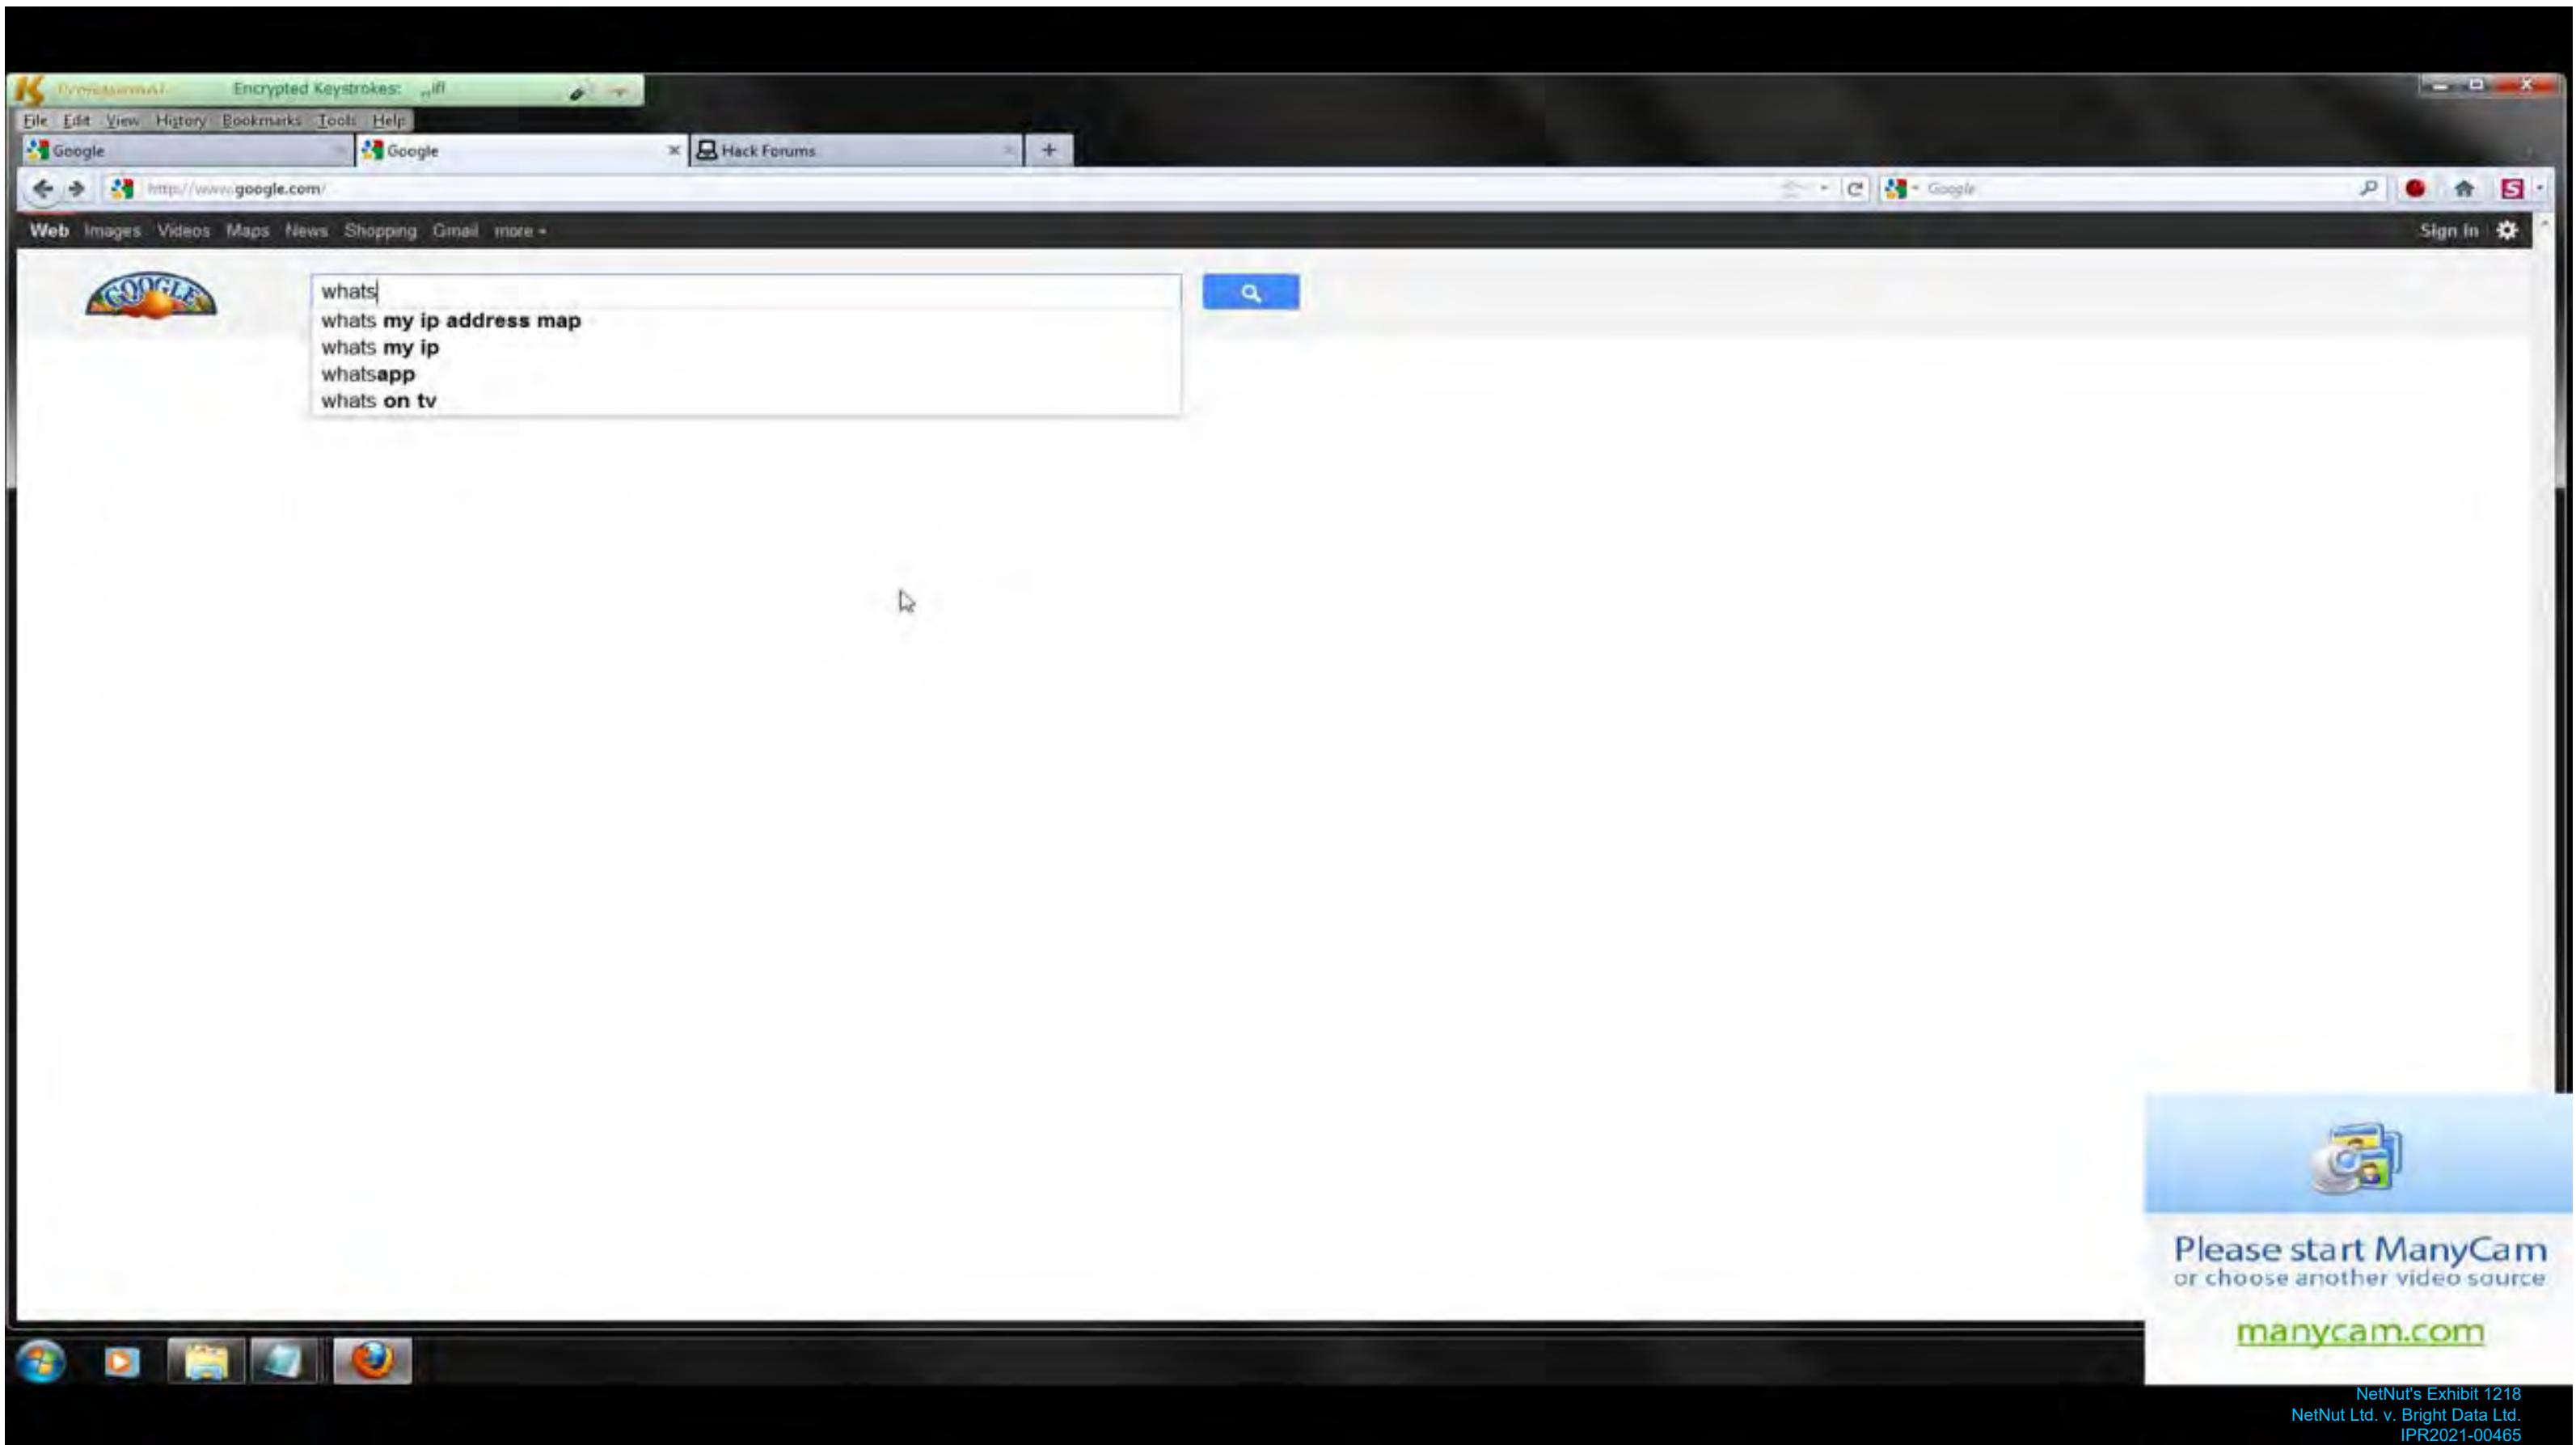 Encrypted Keystrokes:
File Edit View History Bookmarks Tools Help
Google
Google
Hack Forums
http://www.google.com/
Google
Web Images Videos Maps News Shopping Gmail more
Sign in
GOOGLE
whats
whats my ip address map
whats my ip
whatsapp
whats on tv
Please start ManyCam
or choose another video source
manycam.com
NetNut's Exhibit 1218
NetNut Ltd. v. Bright Data Ltd.
IPR2021-00465